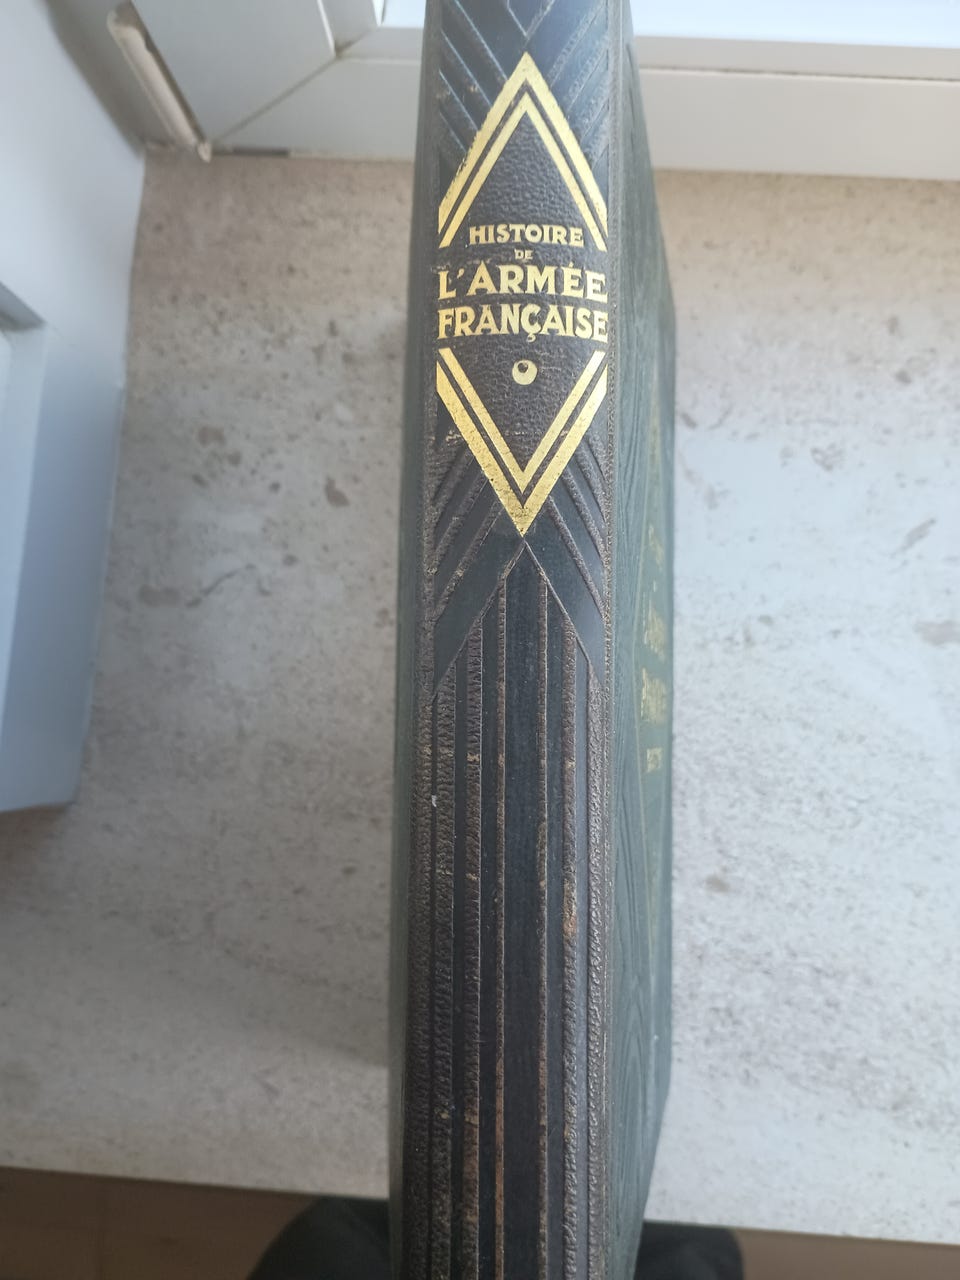 HISTOIRE
DE
L'ARMÉE
FRANÇAISE